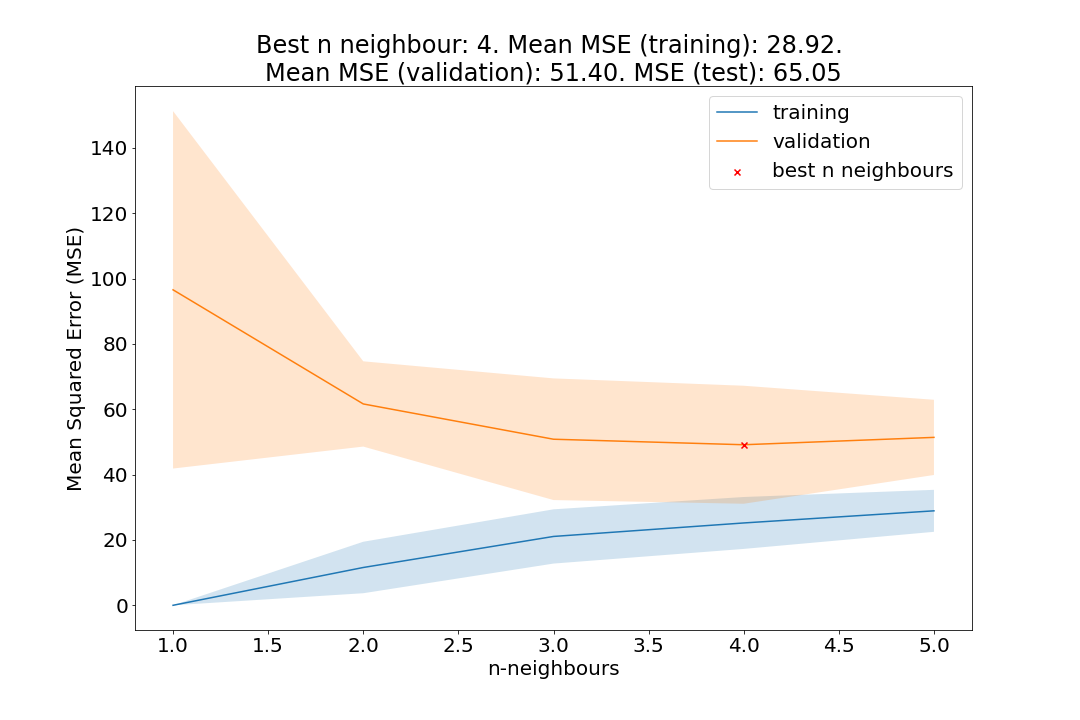 Best n neighbour: 4. Mean MSE (training): 28.92.
Mean MSE (validation): 51.40. MSE (test): 65.05
training
validation
best n neighbours
Mean Squared Error (MSE)
140
120
100
80
60
40
20
0
1.0 1.5 2.0 2.5 3.0 3.5 4.0 4.5 5.0
n-neighbours